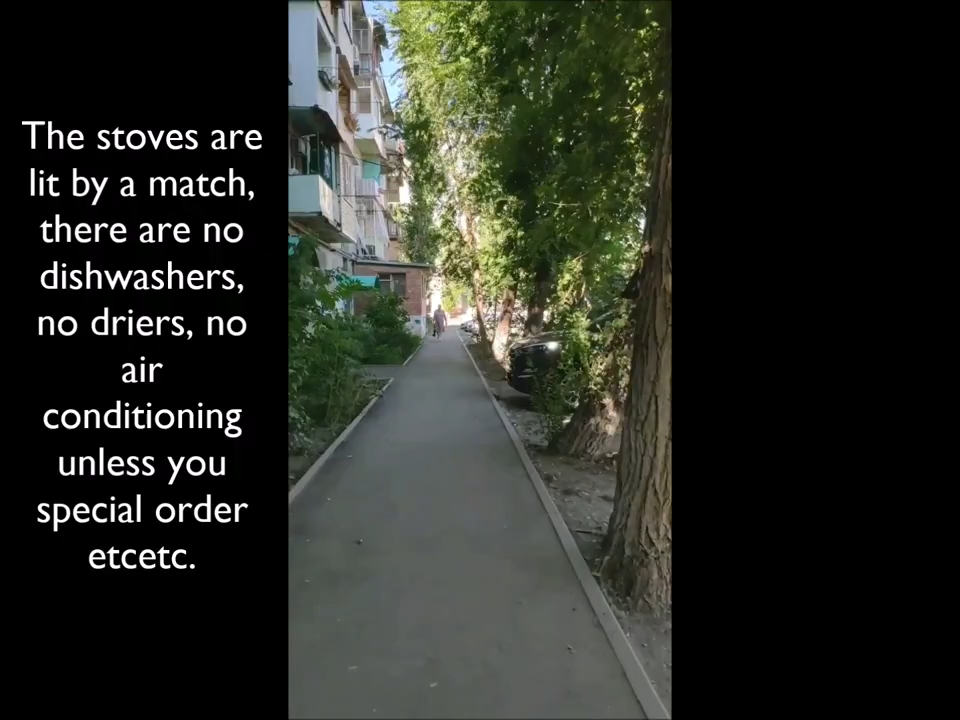 The stoves are
lit by a match,
there are no
dishwashers,
no driers, no
air
conditioning
unless you
special order
etcetc.